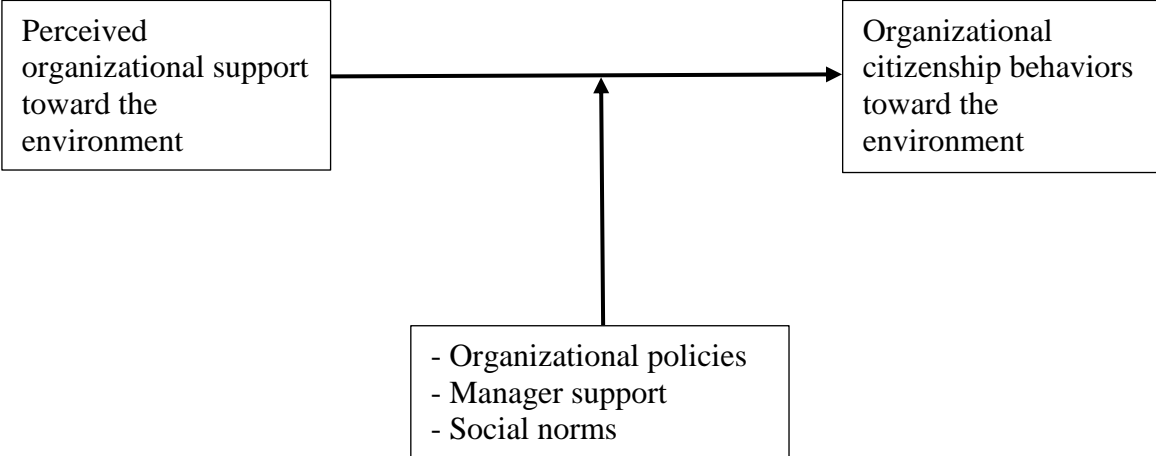 Perceived
organizational support
toward the
environment
Organizational
citizenship behaviors
toward the
environment
- Organizational policies
- Manager support
- Social norms